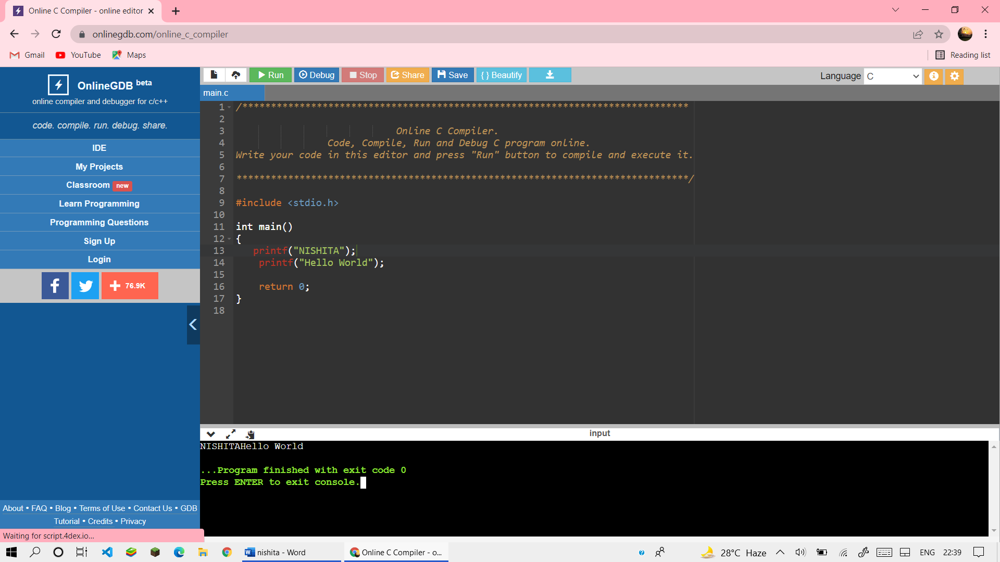 Online C Compiler - online editor
onlinegdb.com/online_c_compiler
Gmail YouTube Maps Reading list
OnlineGDB beta
online compiler and debugger for c/c++
code. compile. run. debug. share.
IDE
My Projects
Classroom new
Learn Programming
Programming Questions
Sign Up
Login
76.9K
About • FAQ • Blog • Terms of Use • Contact Us • GDB
Tutorial • Credits • Privacy
Waiting for script.4dex.io...
Run Debug Stop Share Save { } Beautify Language C
main.c
1 /******************************************************************************
2
3 Online C Compiler.
4 Code, Compile, Run and Debug C program online.
5 Write your code in this editor and press "Run" button to compile and execute it.
6
7 *******************************************************************************/
8
9 #include <stdio.h>
10
11 int main()
12 {
13 printf("NISHITA");
14 printf("Hello World");
15
16 return 0;
17 }
18
input
NISHITAHello World
...Program finished with exit code 0
Press ENTER to exit console.
nishita - Word Online C Compiler - o... 28°C Haze ENG 22:39